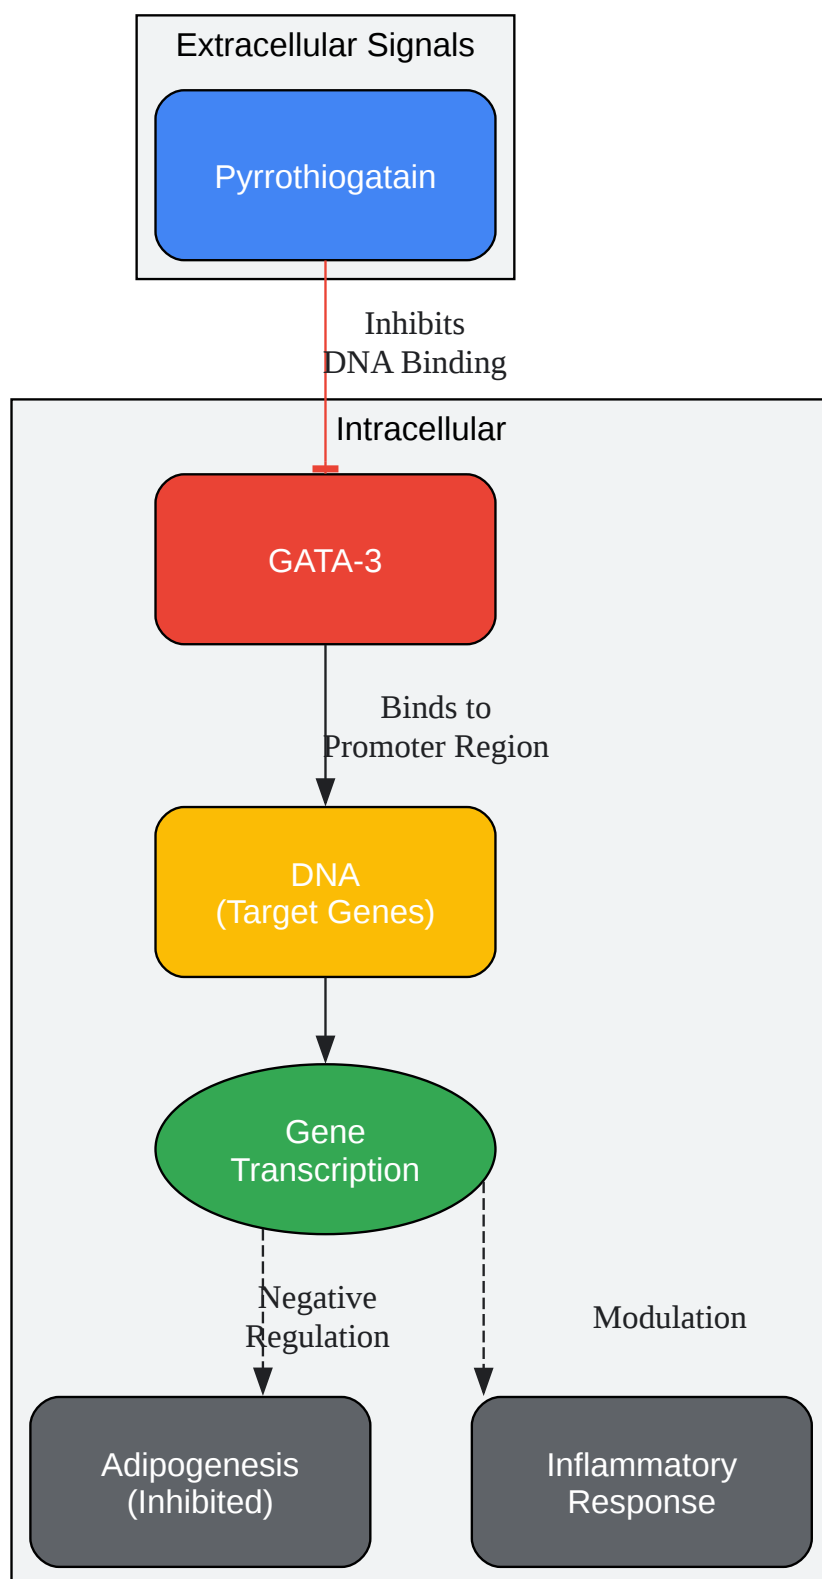 Extracellular Signals
Pyrrothiogatain
Inhibits
DNA Binding
Intracellular
GATA-3
Binds to
Promoter Region
DNA
(Target Genes)
Gene
Transcription
Negative
Regulation
Modulation
Adipogenesis
(Inhibited)
Inflammatory
Response